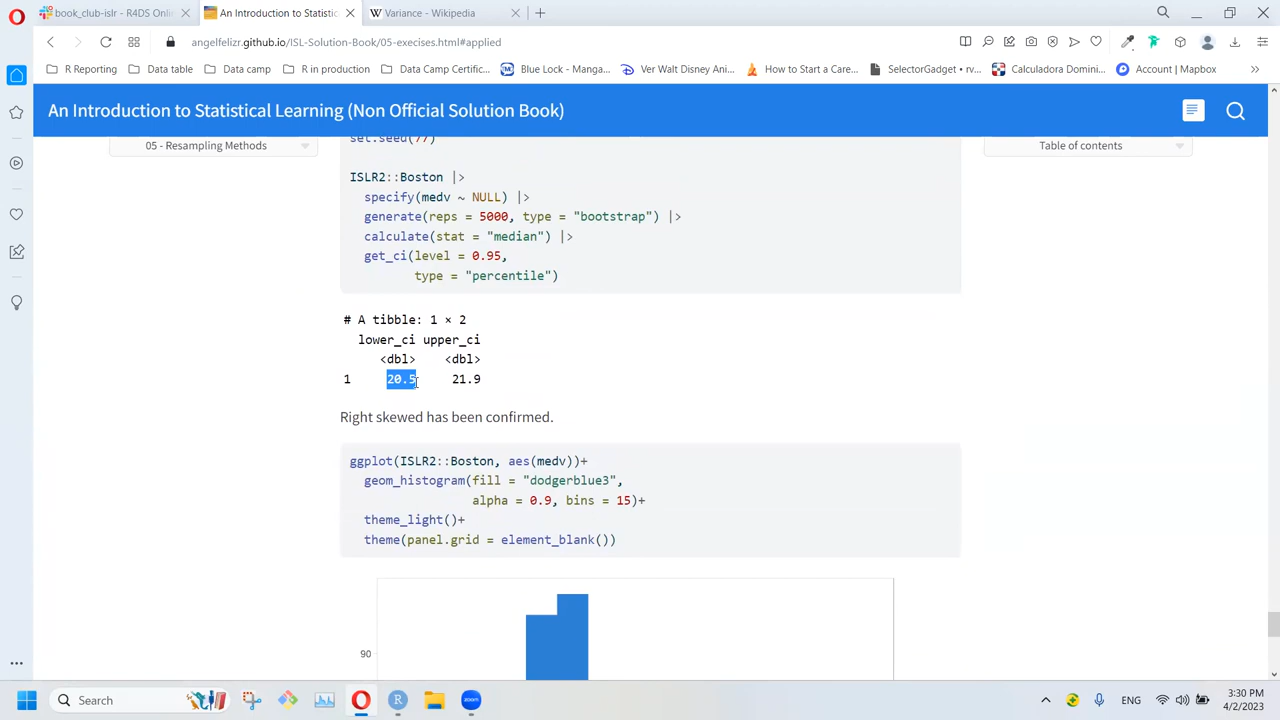 book_club-islr - R4DS Onli
An Introduction to Statistic
Variance - Wikipedia
angelfelizr.github.io/ISL-Solution-Book/05-execises.html#applied
R Reporting
Data table
Data camp
R in production
Data Camp Certific...
Blue Lock - Manga...
Ver Walt Disney Ani...
How to Start a Care...
SelectorGadget • rv...
Calculadora Domini...
Account | Mapbox
An Introduction to Statistical Learning (Non Official Solution Book)
05 - Resampling Methods
Table of contents
set.seed(77)
ISLR2::Boston |>
specify(medv ~ NULL) |>
generate(reps = 5000, type = "bootstrap") |>
calculate(stat = "median") |>
get_ci(level = 0.95,
type = "percentile")
# A tibble: 1 × 2
lower_ci upper_ci
<dbl> <dbl>
1 20.5 21.9
Right skewed has been confirmed.
ggplot(ISLR2::Boston, aes(medv))+
geom_histogram(fill = "dodgerblue3",
alpha = 0.9, bins = 15)+
theme_light()+
theme(panel.grid = element_blank())
90
Search
zoom
ENG
3:30 PM
4/2/2023